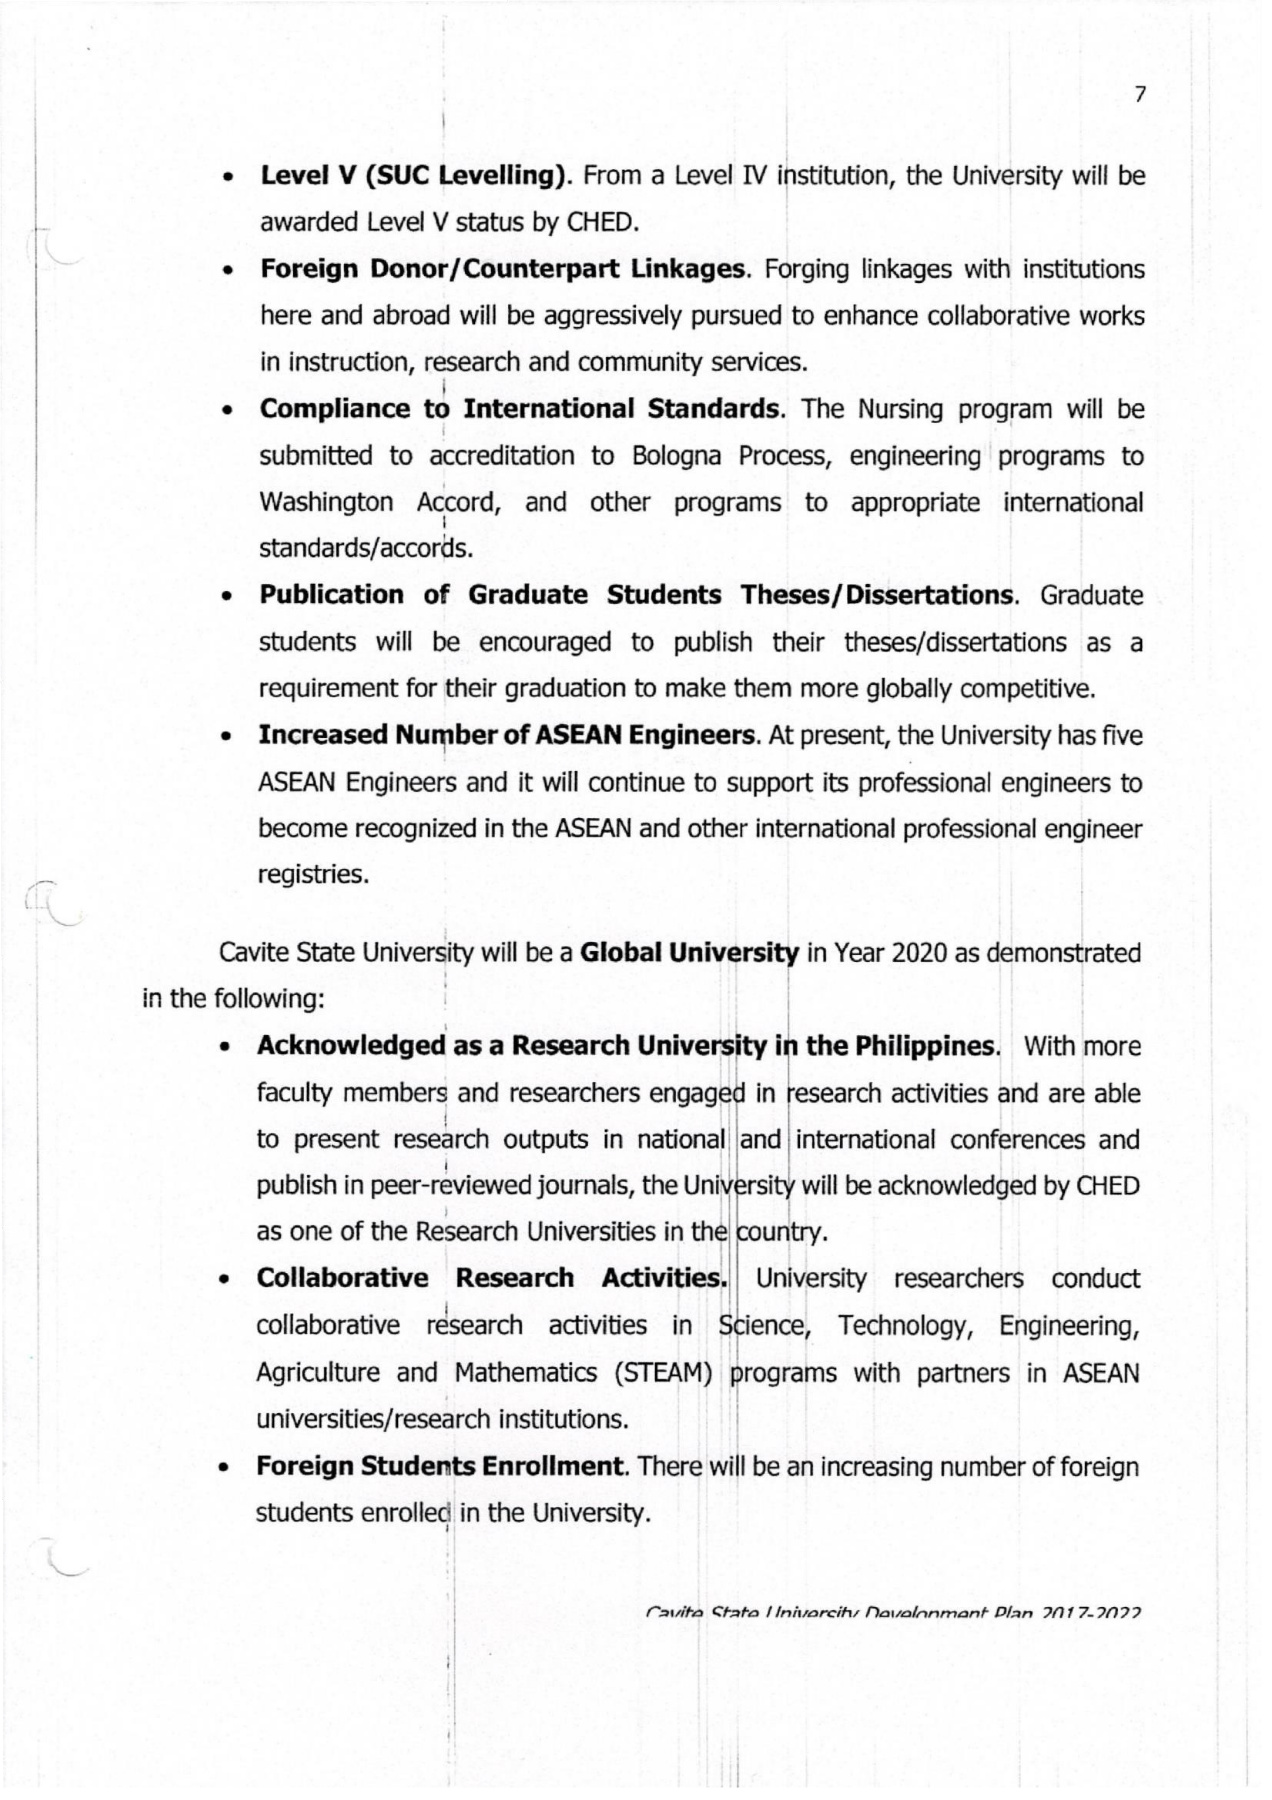 7
• Level V (SUC Levelling). From a Level IV institution, the University will be
awarded Level V status by CHED.
• Foreign Donor/Counterpart Linkages. Forging linkages with institutions
here and abroad will be aggressively pursued to enhance collaborative works
in instruction, research and community services.
• Compliance to International Standards. The Nursing program will be
submitted to accreditation to Bologna Process, engineering programs to
Washington Accord, and other programs to appropriate international
standards/accords.
• Publication of Graduate Students Theses/Dissertations. Graduate
students will be encouraged to publish their theses/dissertations as a
requirement for their graduation to make them more globally competitive.
• Increased Number of ASEAN Engineers. At present, the University has five
ASEAN Engineers and it will continue to support its professional engineers to
become recognized in the ASEAN and other international professional engineer
registries.
Cavite State University will be a Global University in Year 2020 as demonstrated
in the following:
• Acknowledged as a Research University in the Philippines. With more
faculty members and researchers engaged in research activities and are able
to present research outputs in national and international conferences and
publish in peer-reviewed journals, the University will be acknowledged by CHED
as one of the Research Universities in the country.
• Collaborative Research Activities. University researchers conduct
collaborative research activities in Science, Technology, Engineering,
Agriculture and Mathematics (STEAM) programs with partners in ASEAN
universities/research institutions.
• Foreign Students Enrollment. There will be an increasing number of foreign
students enrolled in the University.
Cavite State University Development Plan 2017-2022